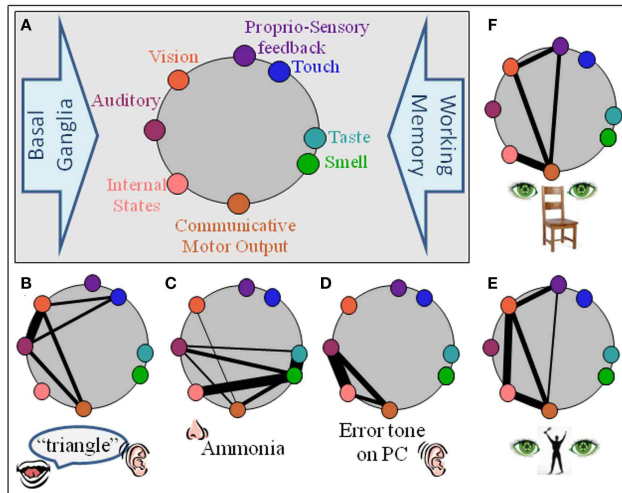 A
Proprio-Sensory
feedback
Vision
Touch
Auditory
Basal
Ganglia
Working
Memory
Taste
Smell
Internal
States
Communicative
Motor Output
F
B
C
D
E
“triangle”
Ammonia
Error tone
on PC